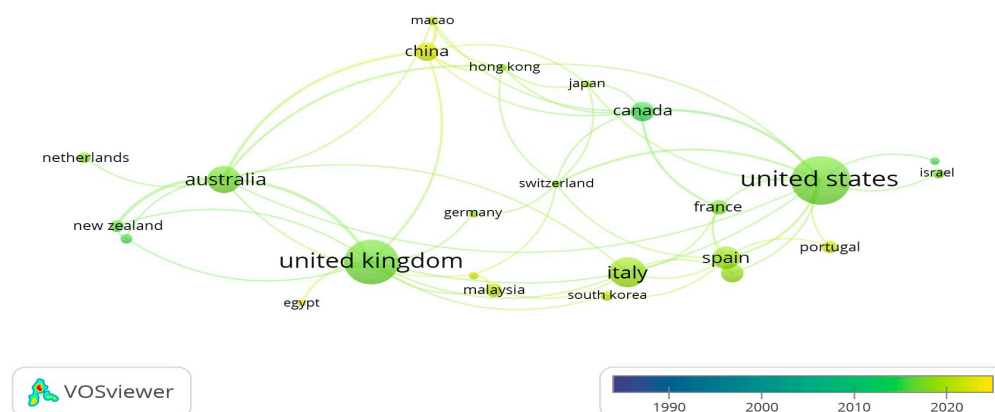 macao
china
hong kong
japan
canada
netherlands
australia
switzerland
united states
israel
new zealand
germany
france
united kingdom
italy
spain
portugal
egypt
malaysia
south korea
VOSviewer
1990 2000 2010 2020